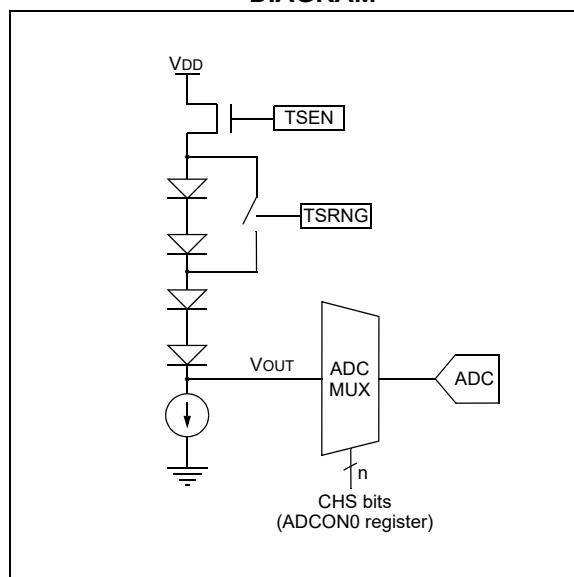 DIAGRAM
VDD
TSEN
TSRNG
VOUT
ADC
MUX
ADC
n
CHS bits
(ADCON0 register)